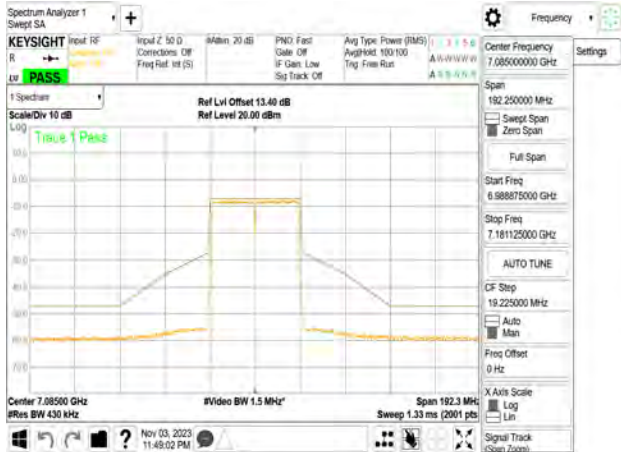 Spectrum Analyzer 1
Swept SA
+
Frequency
KEYSIGHT Input: RF
R
LV PASS
Input Z: 50 Ω
Corrections: Off
Freq Ref: Int (S)
#Atten: 20 dB
PNO: Fast
Gate: Off
IF Gain: Low
Sig Track: Off
Avg Type: Power (RMS)
Avg|Hold: 100/100
Trig: Free Run
1 Spectrum
Scale/Div 10 dB
Ref Lvl Offset 13.40 dB
Ref Level 20.00 dBm
Log
Trace 1 Pass
Center 7.08500 GHz
#Res BW 430 kHz
#Video BW 1.5 MHz*
Span 192.3 MHz
Sweep 1.33 ms (2001 pts
Nov 03, 2023
11:49:02 PM
Center Frequency
7.085000000 GHz
Settings
Span
192.250000 MHz
Swept Span
Zero Span
Full Span
Start Freq
6.988875000 GHz
Stop Freq
7.181125000 GHz
AUTO TUNE
CF Step
19.225000 MHz
Auto
Man
Freq Offset
0 Hz
X Axis Scale
Log
Lin
Signal Track
(Span Zoom)